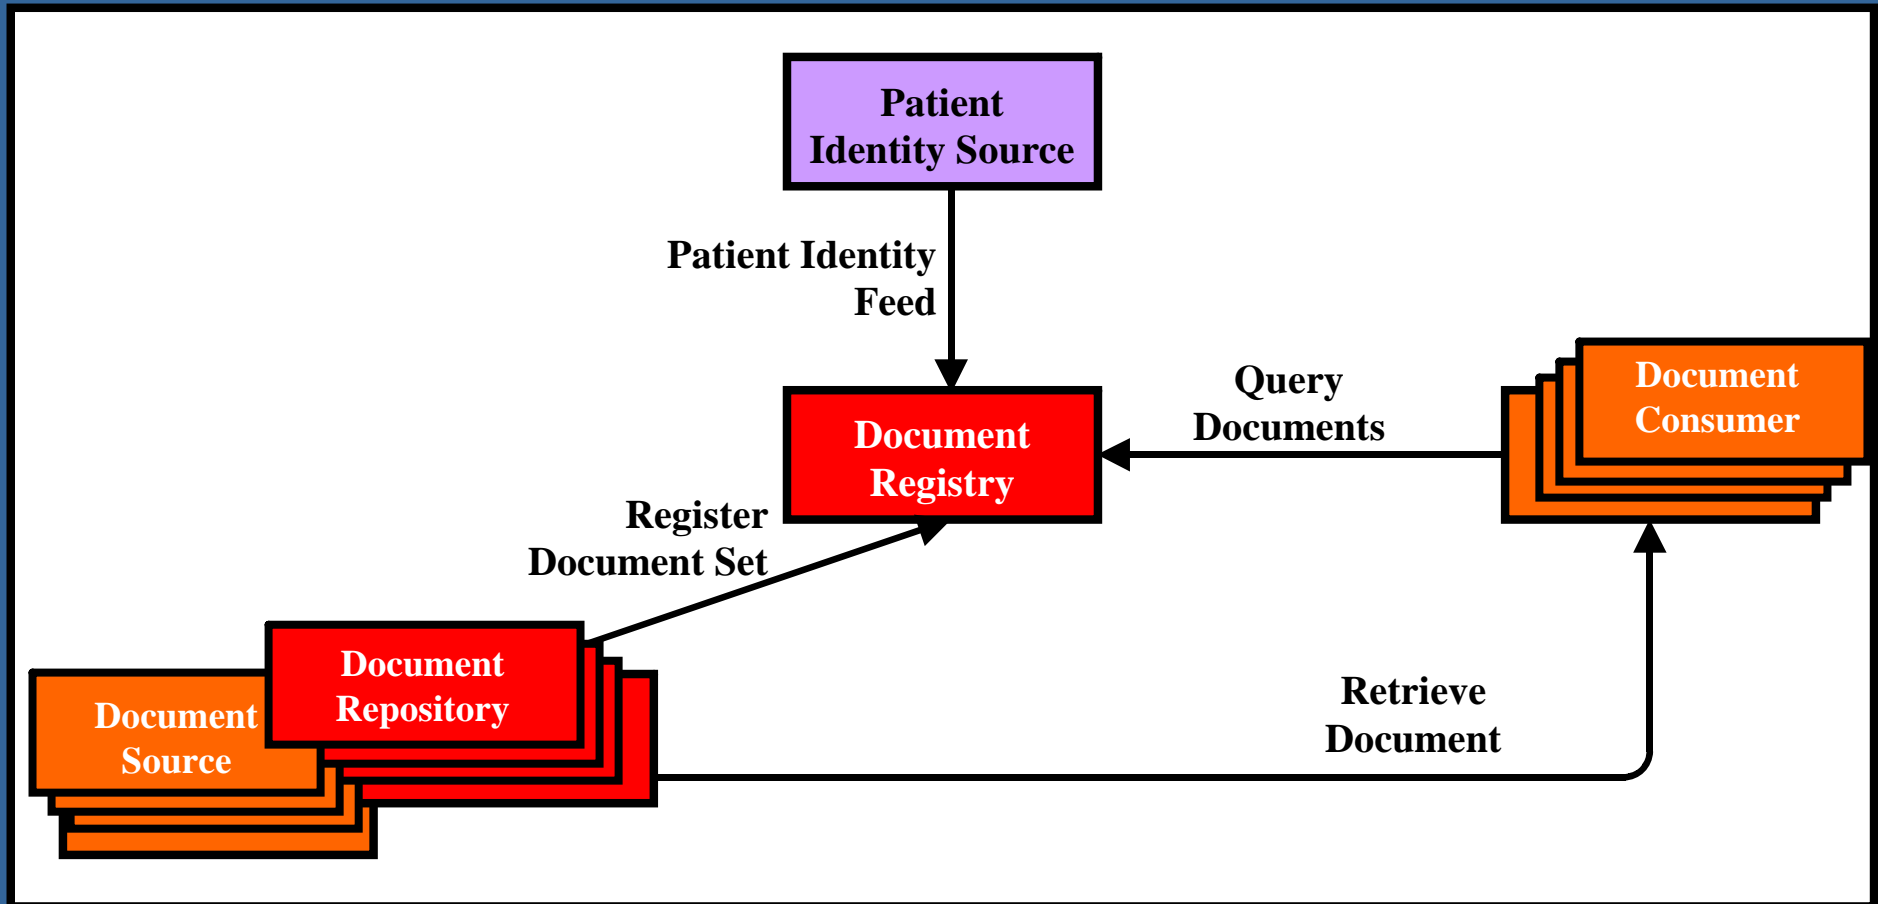 Patient
Identity Source
Patient Identity
Feed
Query
Documents
Document
Consumer
Document
Registry
Register
Document Set
Document
Repository
Document
Source
Retrieve
Document